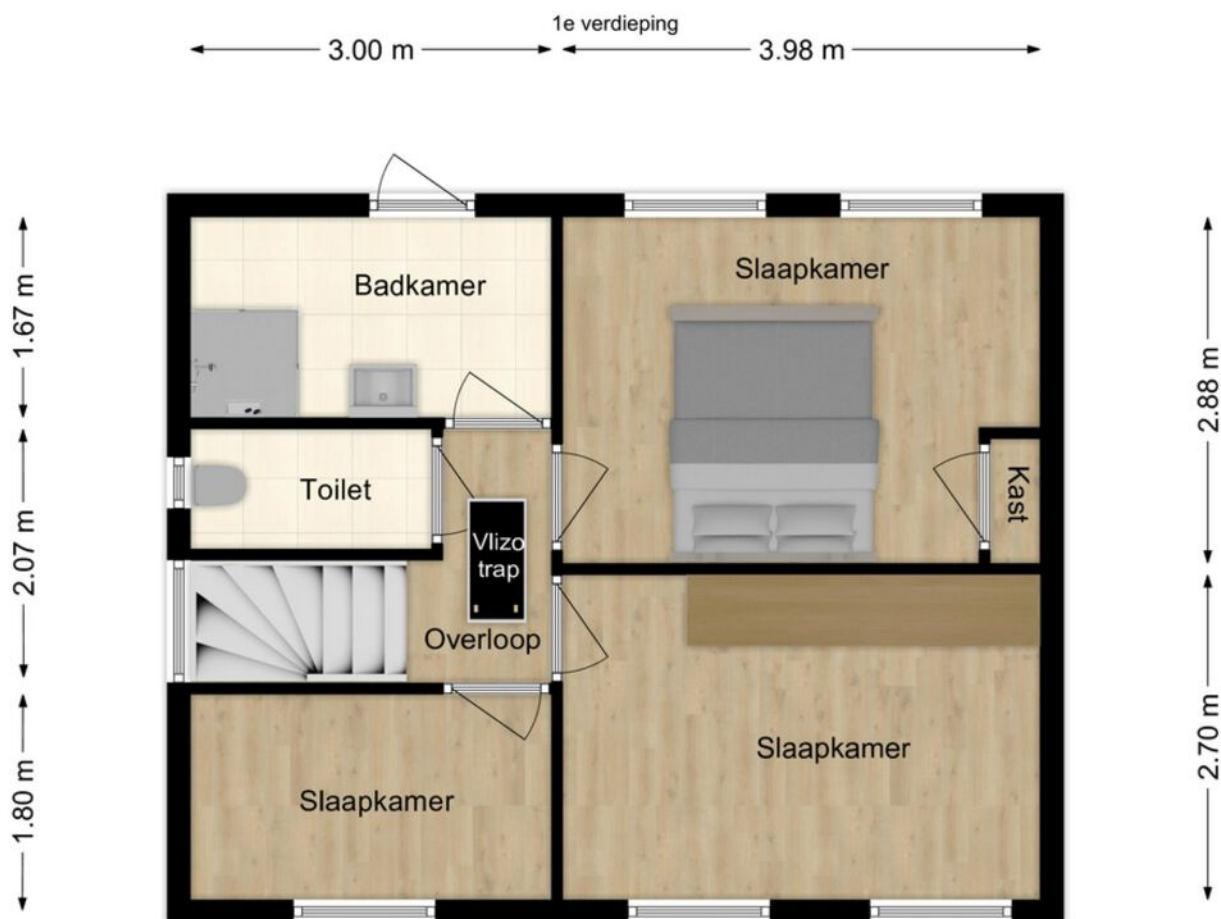 1e verdieping
3.00 m
3.98 m
1.67 m
2.07 m
1.80 m
2.88 m
2.70 m
Badkamer
Slaapkamer
Toilet
Kast
Vlizo
trap
Overloop
Slaapkamer
Slaapkamer